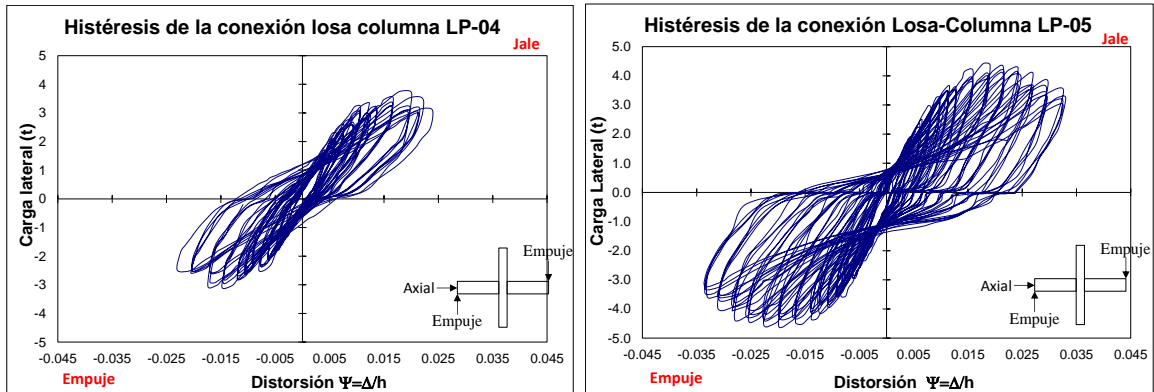 Histéresis de la conexión losa columna LP-04
Jale
5
4
3
2
1
0
-1
-2
-3
-4
-5
Carga lateral (t)
-0.045 -0.035 -0.025 -0.015 -0.005 0.005 0.015 0.025 0.035 0.045
Empuje
Axial
Empuje
Empuje
Distorsión Ψ=Δ/h
Histéresis de la conexión Losa-Columna LP-05
Jale
5.0
4.0
3.0
2.0
1.0
0.0
-1.0
-2.0
-3.0
-4.0
-5.0
Carga Lateral (t)
-0.045 -0.035 -0.025 -0.015 -0.005 0.005 0.015 0.025 0.035 0.045
Empuje
Axial
Empuje
Empuje
Distorsión Ψ=Δ/h